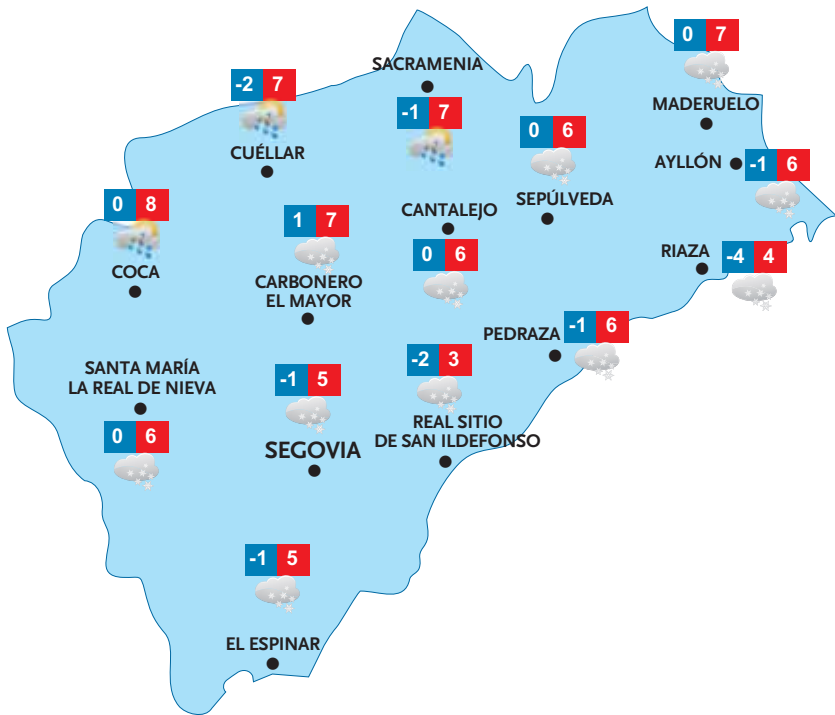 0 7
MADERUELO
SACRAMENIA
-1 7
-2 7
CUÉLLAR
0 6
SEPÚLVEDA
AYLLÓN
-1 6
0 8
COCA
1 7
CARBONERO
EL MAYOR
CANTALEJO
0 6
RIAZA
-4 4
PEDRAZA
-1 6
SANTA MARÍA
LA REAL DE NIEVA
0 6
-1 5
SEGOVIA
-2 3
REAL SITIO
DE SAN ILDEFONSO
-1 5
EL ESPINAR